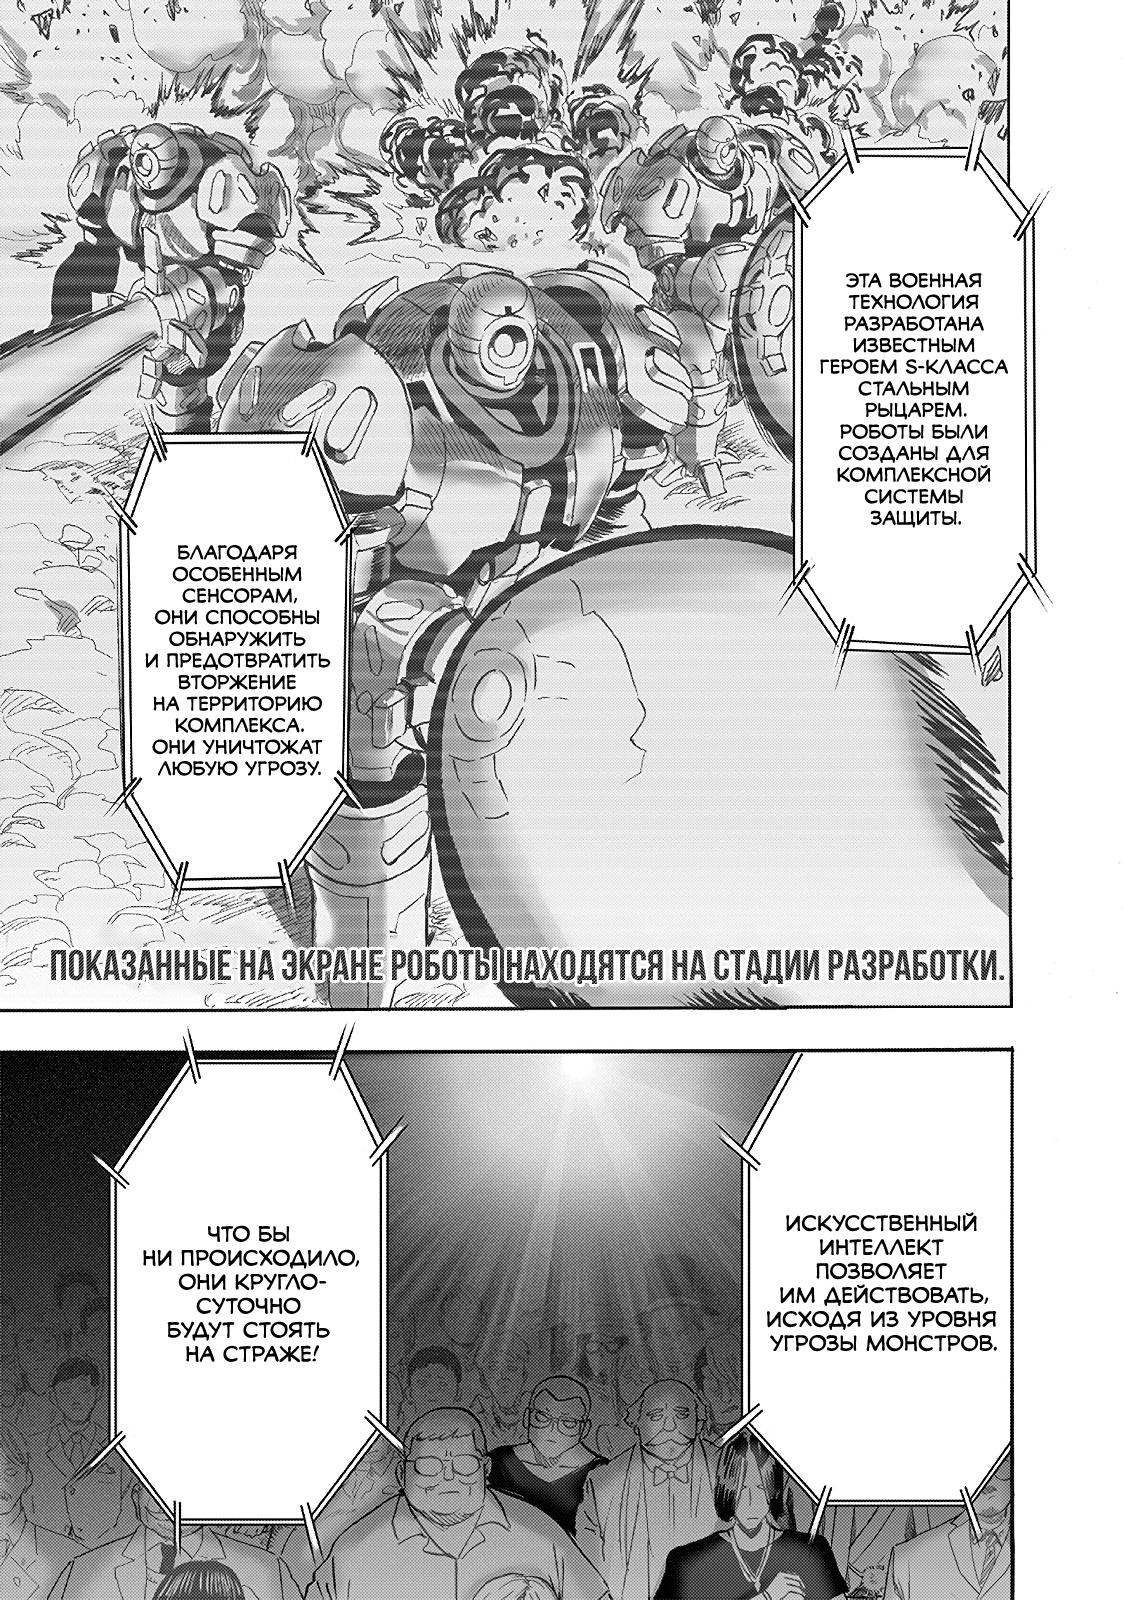 ЭТА ВОЕННАЯ
ТЕХНОЛОГИЯ
РАЗРАБОТАНА
ИЗВЕСТНЫМ
ГЕРОЕМ S-КЛАССА
СТАЛЬНЫМ
РЫЦАРЕМ.
РОБОТЫ БЫЛИ
СОЗДАНЫ ДЛЯ
КОМПЛЕКСНОЙ
СИСТЕМЫ
ЗАЩИТЫ.
БЛАГОДАРЯ
ОСОБЕННЫМ
СЕНСОРАМ,
ОНИ СПОСОБНЫ
ОБНАРУЖИТЬ
И ПРЕДОТВРАТИТЬ
ВТОРЖЕНИЕ
НА ТЕРРИТОРИЮ
КОМПЛЕКСА.
ОНИ УНИЧТОЖАТ
ЛЮБУЮ УГРОЗУ.
ПОКАЗАННЫЕ НА ЭКРАНЕ РОБОТЫ НАХОДЯТСЯ НА СТАДИИ РАЗРАБОТКИ.
ИСКУССТВЕННЫЙ
ИНТЕЛЛЕКТ
ПОЗВОЛЯЕТ
ИМ ДЕЙСТВОВАТЬ,
ИСХОДЯ ИЗ УРОВНЯ
УГРОЗЫ МОНСТРОВ.
ЧТО БЫ
НИ ПРОИСХОДИЛО,
ОНИ КРУГЛО-
СУТОЧНО
БУДУТ СТОЯТЬ
НА СТРАЖЕ!